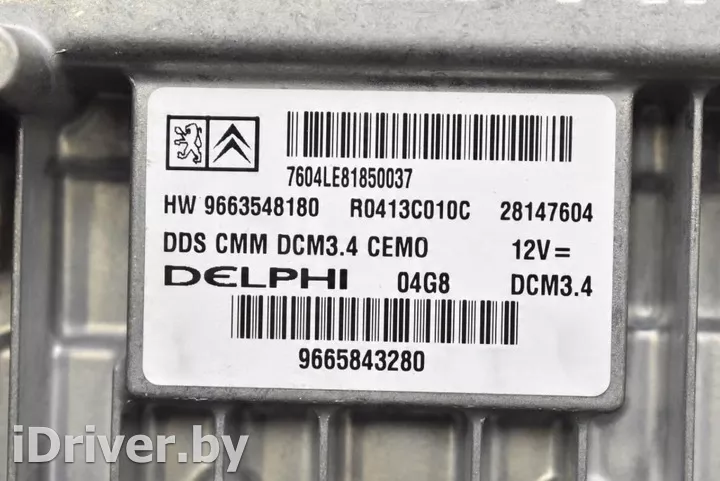 7604LE81850037
HW 9663548180 R0413C010C 28147604
DDS CMM DCM3.4 CEMO 12V =
DELPHI 04G8 DCM3.4
9665843280
iDriver.by